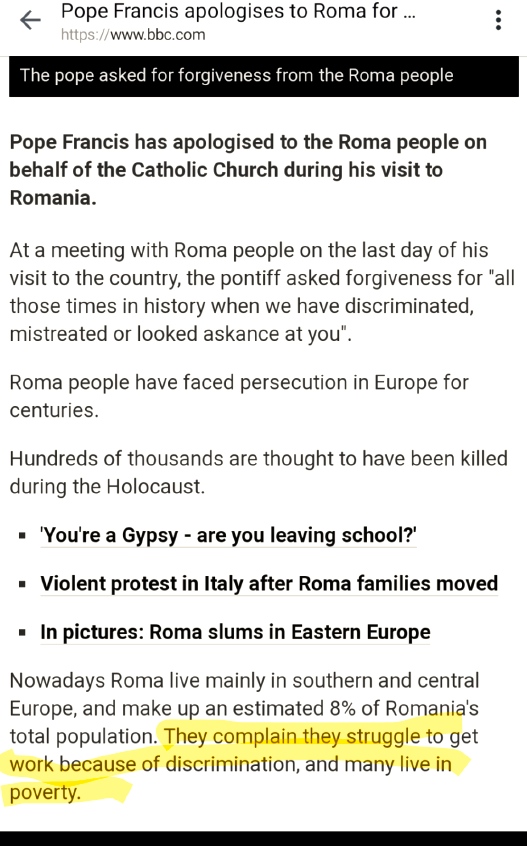 Pope Francis apologises to Roma for ...
https://www.bbc.com
The pope asked for forgiveness from the Roma people
Pope Francis has apologised to the Roma people on
behalf of the Catholic Church during his visit to
Romania.
At a meeting with Roma people on the last day of his
visit to the country, the pontiff asked forgiveness for "all
those times in history when we have discriminated,
mistreated or looked askance at you".
Roma people have faced persecution in Europe for
centuries.
Hundreds of thousands are thought to have been killed
during the Holocaust.
'You're a Gypsy - are you leaving school?'
Violent protest in Italy after Roma families moved
In pictures: Roma slums in Eastern Europe
Nowadays Roma live mainly in southern and central
Europe, and make up an estimated 8% of Romania's
total population. They complain they struggle to get
work because of discrimination, and many live in
poverty.